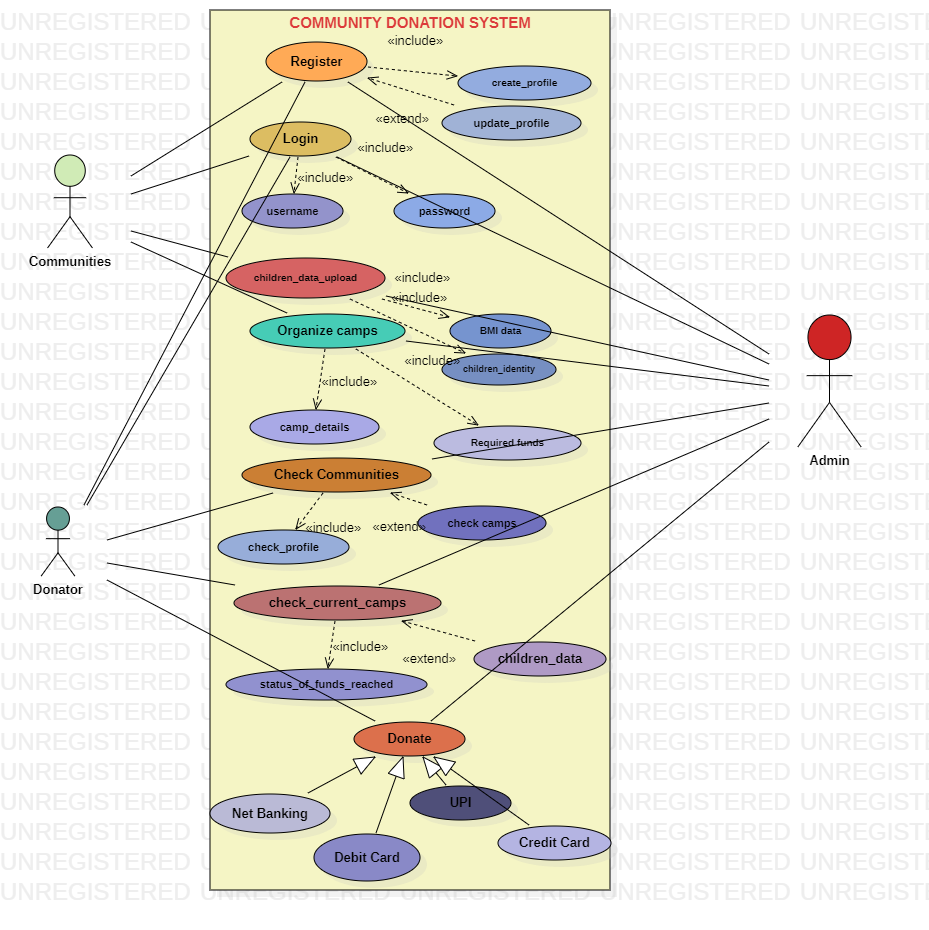 COMMUNITY DONATION SYSTEM
«include»
Register
create_profile
«extend»
update_profile
Login
«include»
«include»
username
password
Communities
children_data_upload
«include»
«include»
Organize camps
BMI data
«include»
children_identity
«include»
camp_details
Required funds
Admin
Check Communities
check camps
«include»
«extend»
check_profile
Donator
check_current_camps
«include»
«extend»
children_data
status_of_funds_reached
Donate
Net Banking
UPI
Debit Card
Credit Card
UNREGISTERED